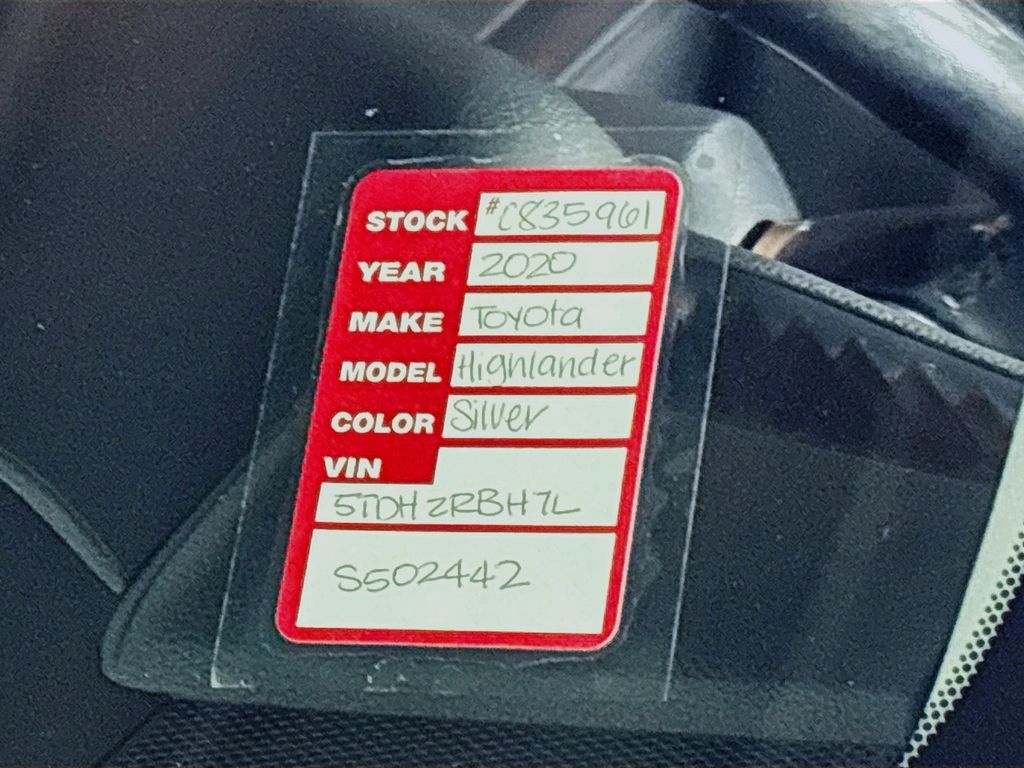 STOCK #C835961
YEAR 2020
MAKE Toyota
MODEL Highlander
COLOR Silver
VIN
5TDHZRBH7L
S502442